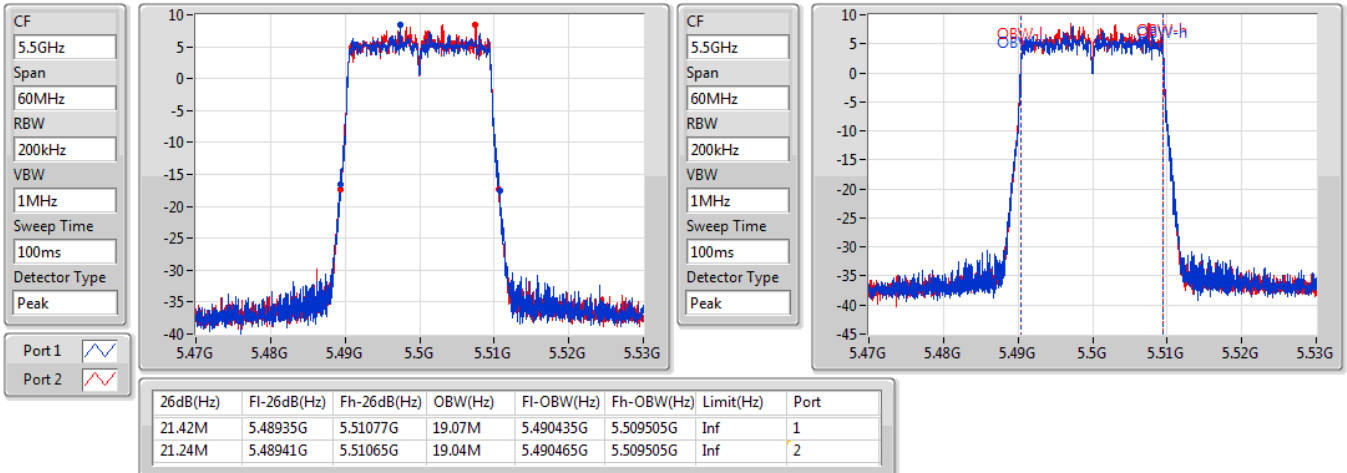 CF
5.5GHz
Span
60MHz
RBW
200kHz
VBW
1MHz
Sweep Time
100ms
Detector Type
Peak
Port 1
Port 2
10
5
0
-5
-10
-15
-20
-25
-30
-35
-40
5.47G 5.48G 5.49G 5.5G 5.51G 5.52G 5.53G
CF
5.5GHz
Span
60MHz
RBW
200kHz
VBW
1MHz
Sweep Time
100ms
Detector Type
Peak
10
5
0
-5
-10
-15
-20
-25
-30
-35
-40
-45
OBW-h
5.47G 5.48G 5.49G 5.5G 5.51G 5.52G 5.53G
26dB(Hz) Fl-26dB(Hz) Fh-26dB(Hz) OBW(Hz) Fl-OBW(Hz) Fh-OBW(Hz) Limit(Hz) Port
21.42M 5.48935G 5.51077G 19.07M 5.490435G 5.509505G Inf 1
21.24M 5.48941G 5.51065G 19.04M 5.490465G 5.509505G Inf 2